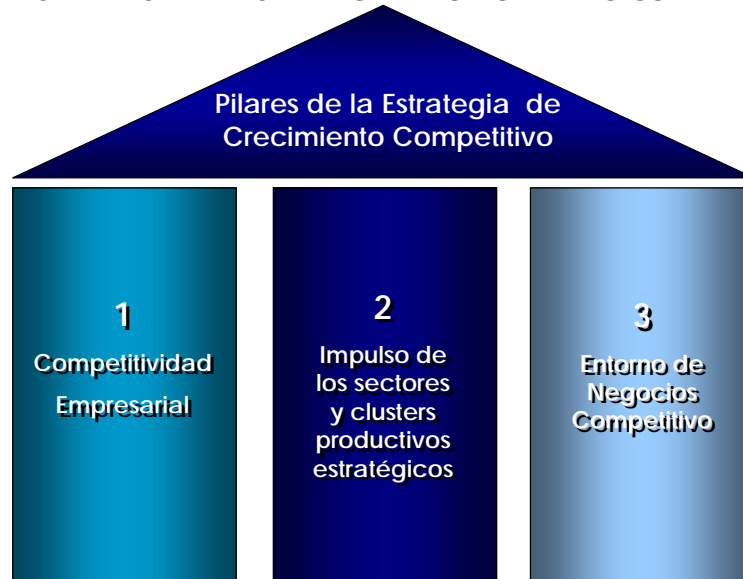 Pilares de la Estrategia de
Crecimiento Competitivo
1
Competitividad
Empresarial
2
Impulso de
los sectores
y clusters
productivos
estratégicos
3
Entorno de
Negocios
Competitivo